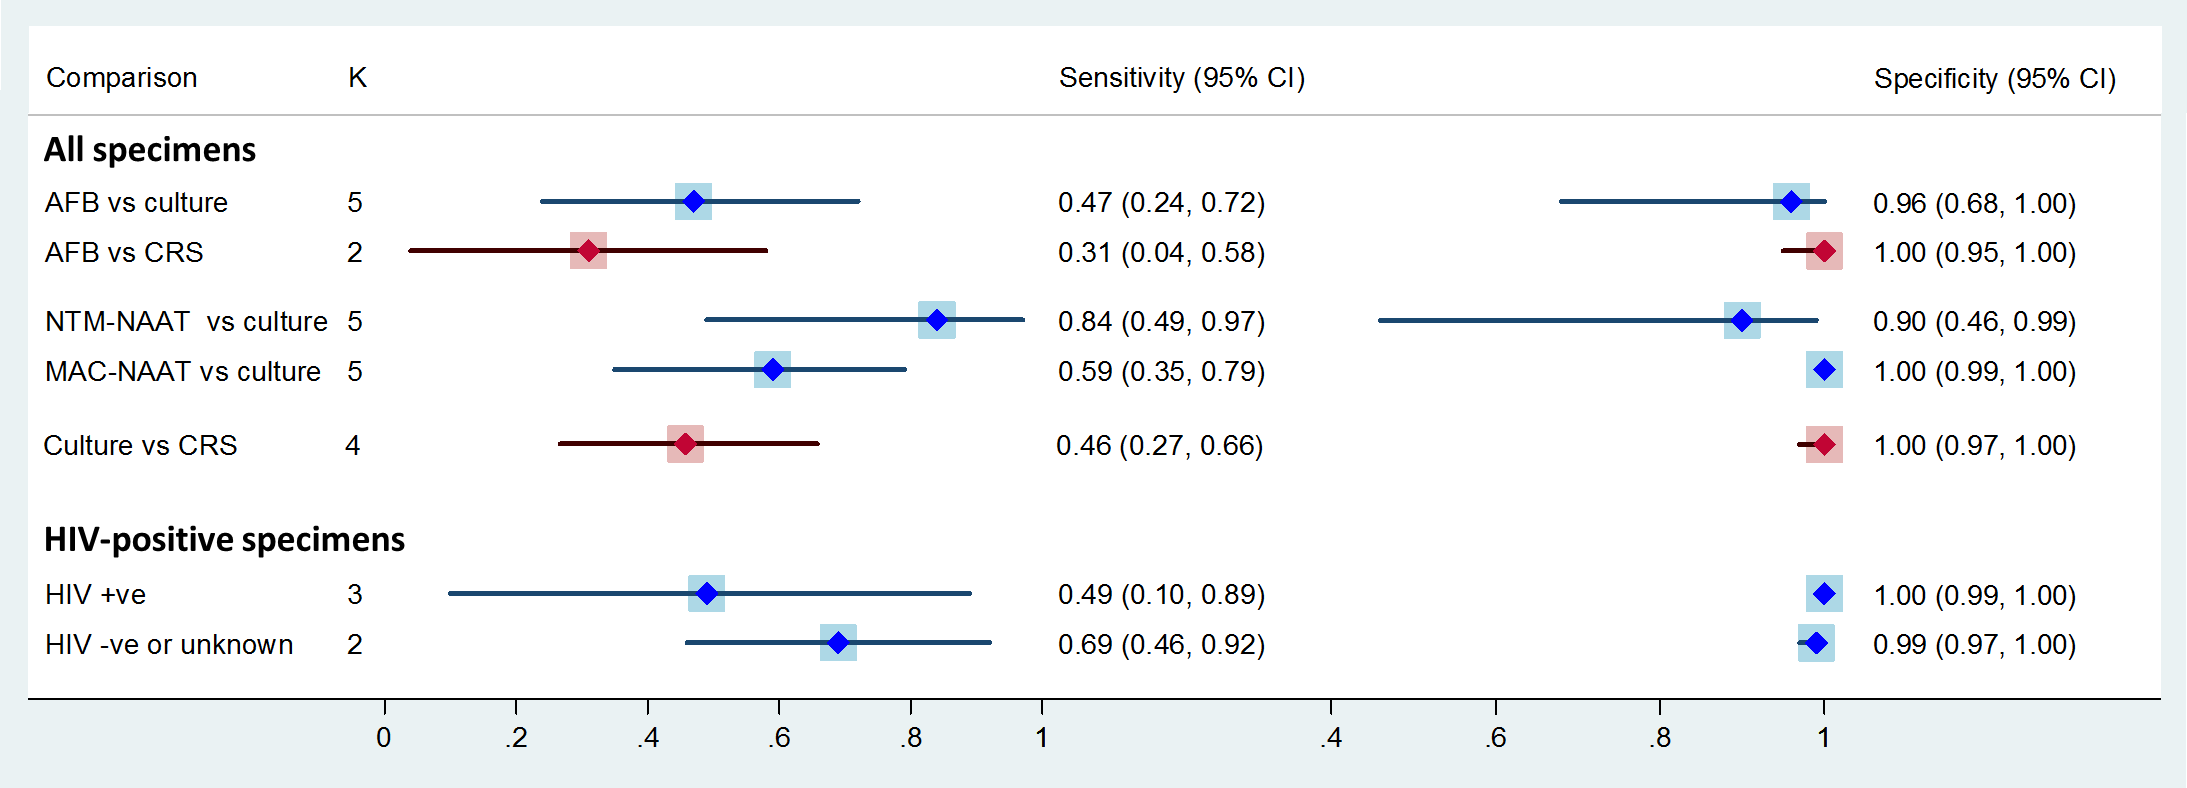 Comparison K Sensitivity (95% CI) Specificity (95% CI)
All specimens
AFB vs culture 5 0.47 (0.24, 0.72) 0.96 (0.68, 1.00)
AFB vs CRS 2 0.31 (0.04, 0.58) 1.00 (0.95, 1.00)
NTM-NAAT vs culture 5 0.84 (0.49, 0.97) 0.90 (0.46, 0.99)
MAC-NAAT vs culture 5 0.59 (0.35, 0.79) 1.00 (0.99, 1.00)
Culture vs CRS 4 0.46 (0.27, 0.66) 1.00 (0.97, 1.00)
HIV-positive specimens
HIV +ve 3 0.49 (0.10, 0.89) 1.00 (0.99, 1.00)
HIV -ve or unknown 2 0.69 (0.46, 0.92) 0.99 (0.97, 1.00)
0 .2 .4 .6 .8 1 .4 .6 .8 1